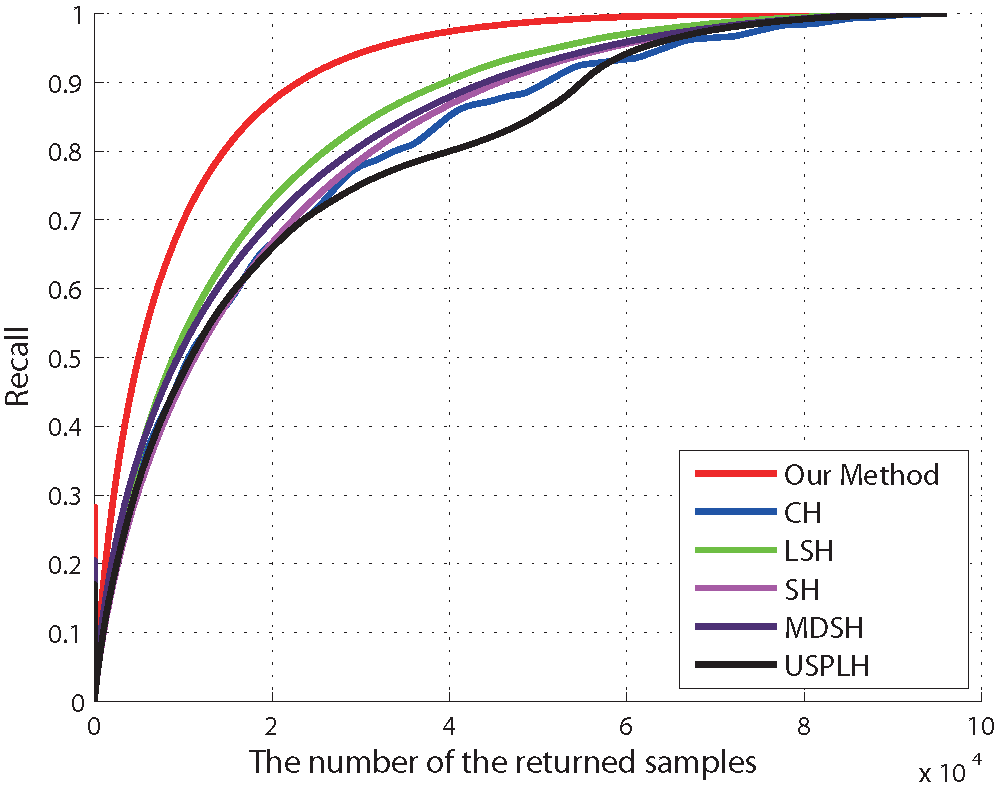 1
0.9
0.8
0.7
0.6
0.5
0.4
0.3
0.2
0.1
0
Recall
Our Method
CH
LSH
SH
MDSH
USPLH
0 2 4 6 8 10
The number of the returned samples
x 10 4